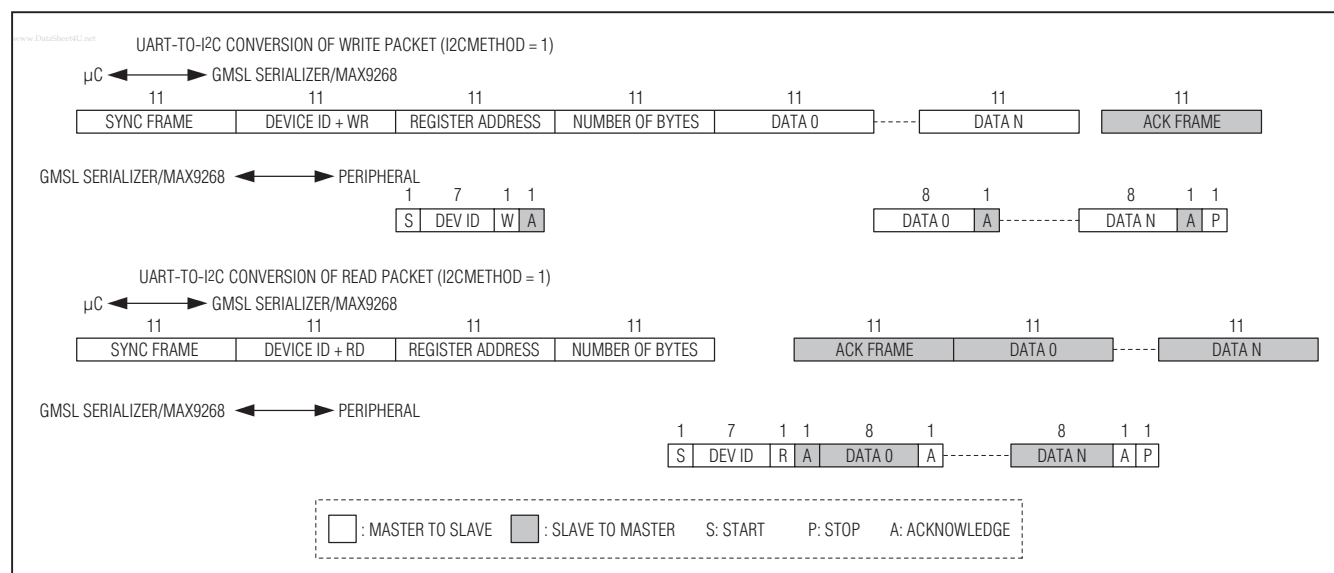 www.DataSheet4U.net
UART-TO-I2C CONVERSION OF WRITE PACKET (I2CMETHOD = 1)
µC GMSL SERIALIZER/MAX9268
11 11 11 11 11 11 11
SYNC FRAME DEVICE ID + WR REGISTER ADDRESS NUMBER OF BYTES DATA 0 DATA N ACK FRAME
GMSL SERIALIZER/MAX9268 PERIPHERAL
1 7 1 1 8 1 8 1 1
S DEV ID W A DATA 0 A DATA N A P
UART-TO-I2C CONVERSION OF READ PACKET (I2CMETHOD = 1)
µC GMSL SERIALIZER/MAX9268
11 11 11 11 11 11 11
SYNC FRAME DEVICE ID + RD REGISTER ADDRESS NUMBER OF BYTES ACK FRAME DATA 0 DATA N
GMSL SERIALIZER/MAX9268 PERIPHERAL
1 7 1 1 8 1 8 1 1
S DEV ID R A DATA 0 A DATA N A P
: MASTER TO SLAVE : SLAVE TO MASTER S: START P: STOP A: ACKNOWLEDGE